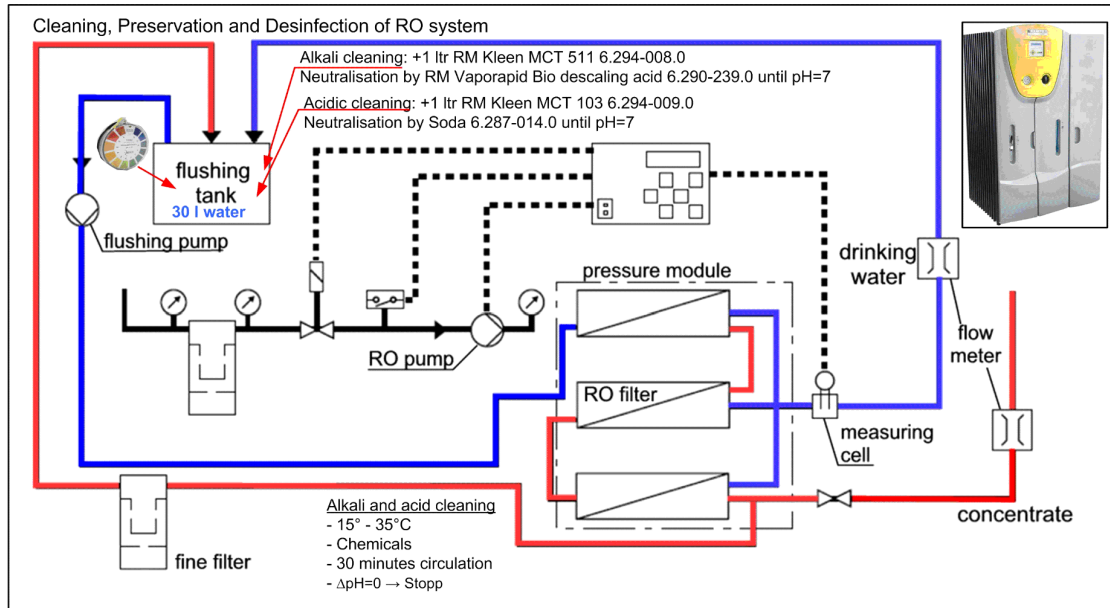 Cleaning, Preservation and Desinfection of RO system
Alkali cleaning: +1 ltr RM Kleen MCT 511 6.294-008.0
Neutralisation by RM Vaporapid Bio descaling acid 6.290-239.0 until pH=7
Acidic cleaning: +1 ltr RM Kleen MCT 103 6.294-009.0
Neutralisation by Soda 6.287-014.0 until pH=7
flushing
tank
30 l water
flushing pump
drinking
water
pressure module
flow
meter
RO pump
RO filter
measuring
cell
concentrate
fine filter
Alkali and acid cleaning
- 15° - 35°C
- Chemicals
- 30 minutes circulation
- ΔpH=0 → Stopp